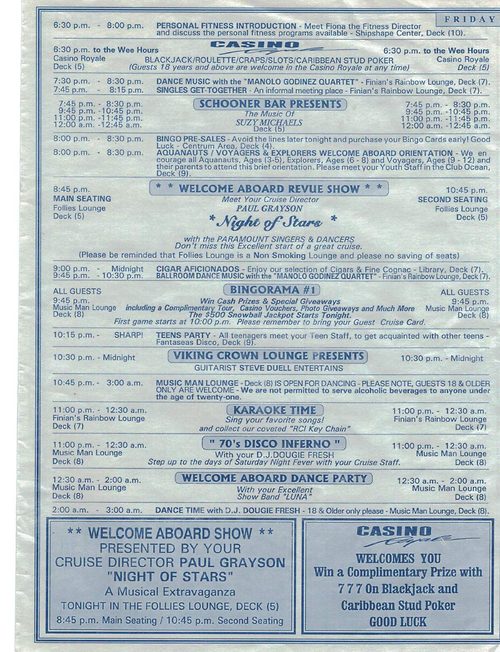 FRIDAY
6:30 p.m. - 8:00 p.m. PERSONAL FITNESS INTRODUCTION - Meet Fiona the Fitness Director
and discuss the personal fitness programs available - Shipshape Center, Deck (10).
6:30 p.m. to the Wee Hours CASINO 6:30 p.m. to the Wee Hours
Casino Royale BLACKJACK/ROULETTE/CRAPS/SLOTS/CARIBBEAN STUD POKER Casino Royale
Deck (5) (Guests 18 years and above are welcome in the Casino Royale at any time) Deck (5)
7:30 p.m. - 8:30 p.m. DANCE MUSIC with the "MANOLO GODINEZ QUARTET" - Finian's Rainbow Lounge, Deck (7).
7:45 p.m. - 8:15 p.m. SINGLES GET-TOGETHER - An informal meeting place - Finian's Rainbow Lounge, Deck (7).
7:45 p.m. - 8:30 p.m. SCHOONER BAR PRESENTS 7:45 p.m. - 8:30 p.m.
9:45 p.m. -10:45 p.m. The Music Of 9:45 p.m. -10:45 p.m.
11:00 p.m. -11:45 p.m. SUZY MICHAELS 11:00 p.m. -11:45 p.m.
12:00 a.m. -12:45 a.m. Deck (5) 12:00 a.m. -12:45 a.m.
8:00 p.m. - 8:30 p.m. BINGO PRE-SALES - Avoid the lines later tonight and purchase your Bingo Cards early! Good
Luck - Centrum Area, Deck (4).
8:00 p.m. - 8:30 p.m. AQUANAUTS / VOYAGERS & EXPLORERS WELCOME ABOARD ORIENTATION - We en
courage all Aquanauts, Ages (3-5), Explorers, Ages (6 - 8) and Voyagers, Ages (9 - 12) and
their parents to attend this brief orientation. Please meet your Youth Staff in the Club Ocean,
Deck (9).
8:45 p.m. * * WELCOME ABOARD REVUE SHOW * * 10:45 p.m.
MAIN SEATING Meet Your Cruise Director SECOND SEATING
Follies Lounge PAUL GRAYSON Follies Lounge
Deck (5) *Night of Stars* Deck (5)
with the PARAMOUNT SINGERS & DANCERS
Don't miss this Excellent start of a great cruise.
(Please be reminded that Follies Lounge is a Non Smoking Lounge and please no saving of seats)
9:00 p.m. - Midnight CIGAR AFICIONADOS - Enjoy our selection of Cigars & Fine Cognac - Library, Deck (7).
9:45 p.m. - 10:30 p.m. BALLROOM DANCE MUSIC with the "MANOLO GODINEZ QUARTET" - Finian's Rainbow Lounge, Deck (7).
ALL GUESTS BINGORAMA #1 ALL GUESTS
9:45 p.m. Win Cash Prizes & Special Giveaways 9:45 p.m.
Music Man Lounge including a Complimentary Tour, Casino Vouchers, Photo Giveaways and Much More Music Man Lounge
Deck (8) The $500 Snowball Jackpot Starts Tonight. Deck (8)
First game starts at 10:00 p.m. Please remember to bring your Guest Cruise Card.
10:15 p.m. - SHARP! TEENS PARTY - All teenagers meet your Teen Staff, to get acquainted with other teens -
Fantaseas Disco, Deck (9).
10:30 p.m. - Midnight VIKING CROWN LOUNGE PRESENTS 10:30 p.m. - Midnight
GUITARIST STEVE DUELL ENTERTAINS
10:45 p.m. - 3:00 a.m. MUSIC MAN LOUNGE - Deck (8) IS OPEN FOR DANCING - PLEASE NOTE, GUESTS 18 & OLDER
ONLY ARE WELCOME - We are not permitted to serve alcoholic beverages to anyone under
the age of twenty-one.
11:00 p.m. - 12:30 a.m. KARAOKE TIME 11:00 p.m. - 12:30 a.m.
Finian's Rainbow Lounge Sing your favorite songs! Finian's Rainbow Lounge
Deck (7) and collect our coveted "RCI Key Chain" Deck (7)
11:00 p.m. - 12:30 a.m. " 70's DISCO INFERNO " 11:00 p.m. - 12:30 a.m.
Music Man Lounge With your D.J. DOUGIE FRESH Music Man Lounge
Deck (8) Step up to the days of Saturday Night Fever with your Cruise Staff. Deck (8)
12:30 a.m. - 2:00 a.m. WELCOME ABOARD DANCE PARTY 12:30 a.m. - 2:00 a.m.
Music Man Lounge With your Excellent Music Man Lounge
Deck (8) Show Band "LUNA" Deck (8)
2:00 a.m. - 3:00 a.m. DANCE TIME with D.J. DOUGIE FRESH - 18 & Older only please - Music Man Lounge, Deck (8).
** WELCOME ABOARD SHOW **
PRESENTED BY YOUR
CRUISE DIRECTOR PAUL GRAYSON
"NIGHT OF STARS"
A Musical Extravaganza
TONIGHT IN THE FOLLIES LOUNGE, DECK (5)
8:45 p.m. Main Seating / 10:45 p.m. Second Seating
CASINO
Royale
WELCOMES YOU
Win a Complimentary Prize with
777 On Blackjack and
Caribbean Stud Poker
GOOD LUCK